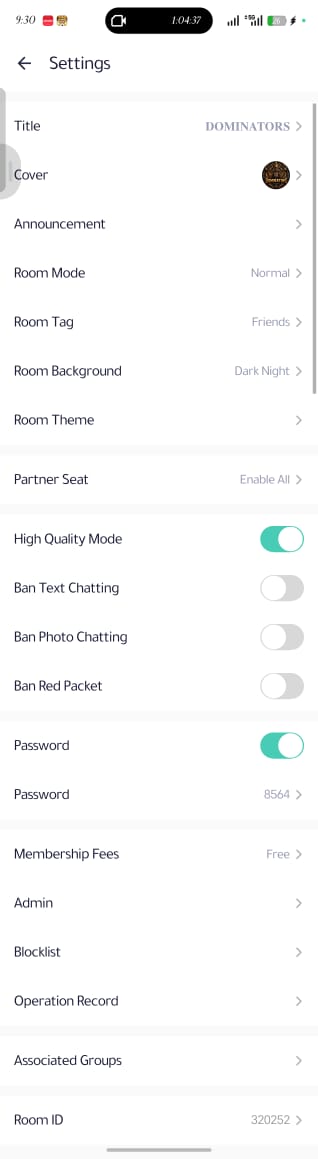 9:30 1:04:37 5G 26
Settings
Title DOMINATORS
Cover
Announcement
Room Mode Normal
Room Tag Friends
Room Background Dark Night
Room Theme
Partner Seat Enable All
High Quality Mode
Ban Text Chatting
Ban Photo Chatting
Ban Red Packet
Password
Password 8564
Membership Fees Free
Admin
Blocklist
Operation Record
Associated Groups
Room ID 320252